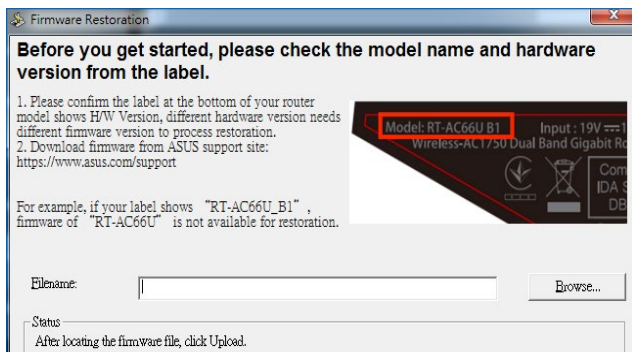 Firmware Restoration
Before you get started, please check the model name and hardware
version from the label.
1. Please confirm the label at the bottom of your router
model shows H/W Version, different hardware version needs
different firmware version to process restoration.
2. Download firmware from ASUS support site:
https://www.asus.com/support
For example, if your label shows “RT-AC66U_B1”,
firmware of “RT-AC66U” is not available for restoration.
Model: RT-AC66U B1 Input : 19V
Wireless-AC1750 Dual Band Gigabit
Com
IDA S
DB
Filename:
Browse...
Status
After locating the firmware file, click Upload.